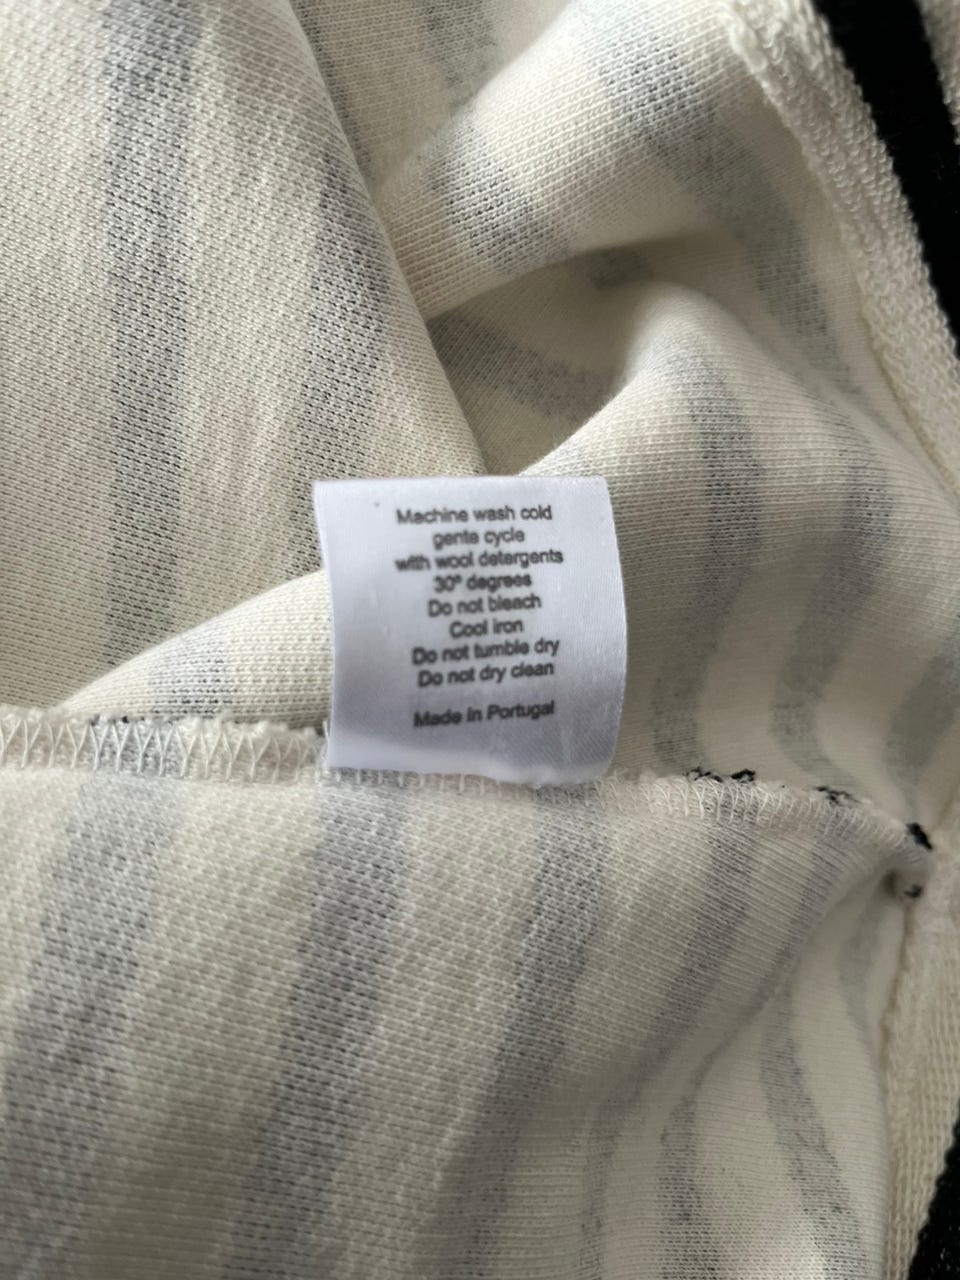 Machine wash cold
gente cycle
with wool detergents
30° degrees
Do not bleach
Cool iron
Do not tumble dry
Do not dry clean
Made in Portugal